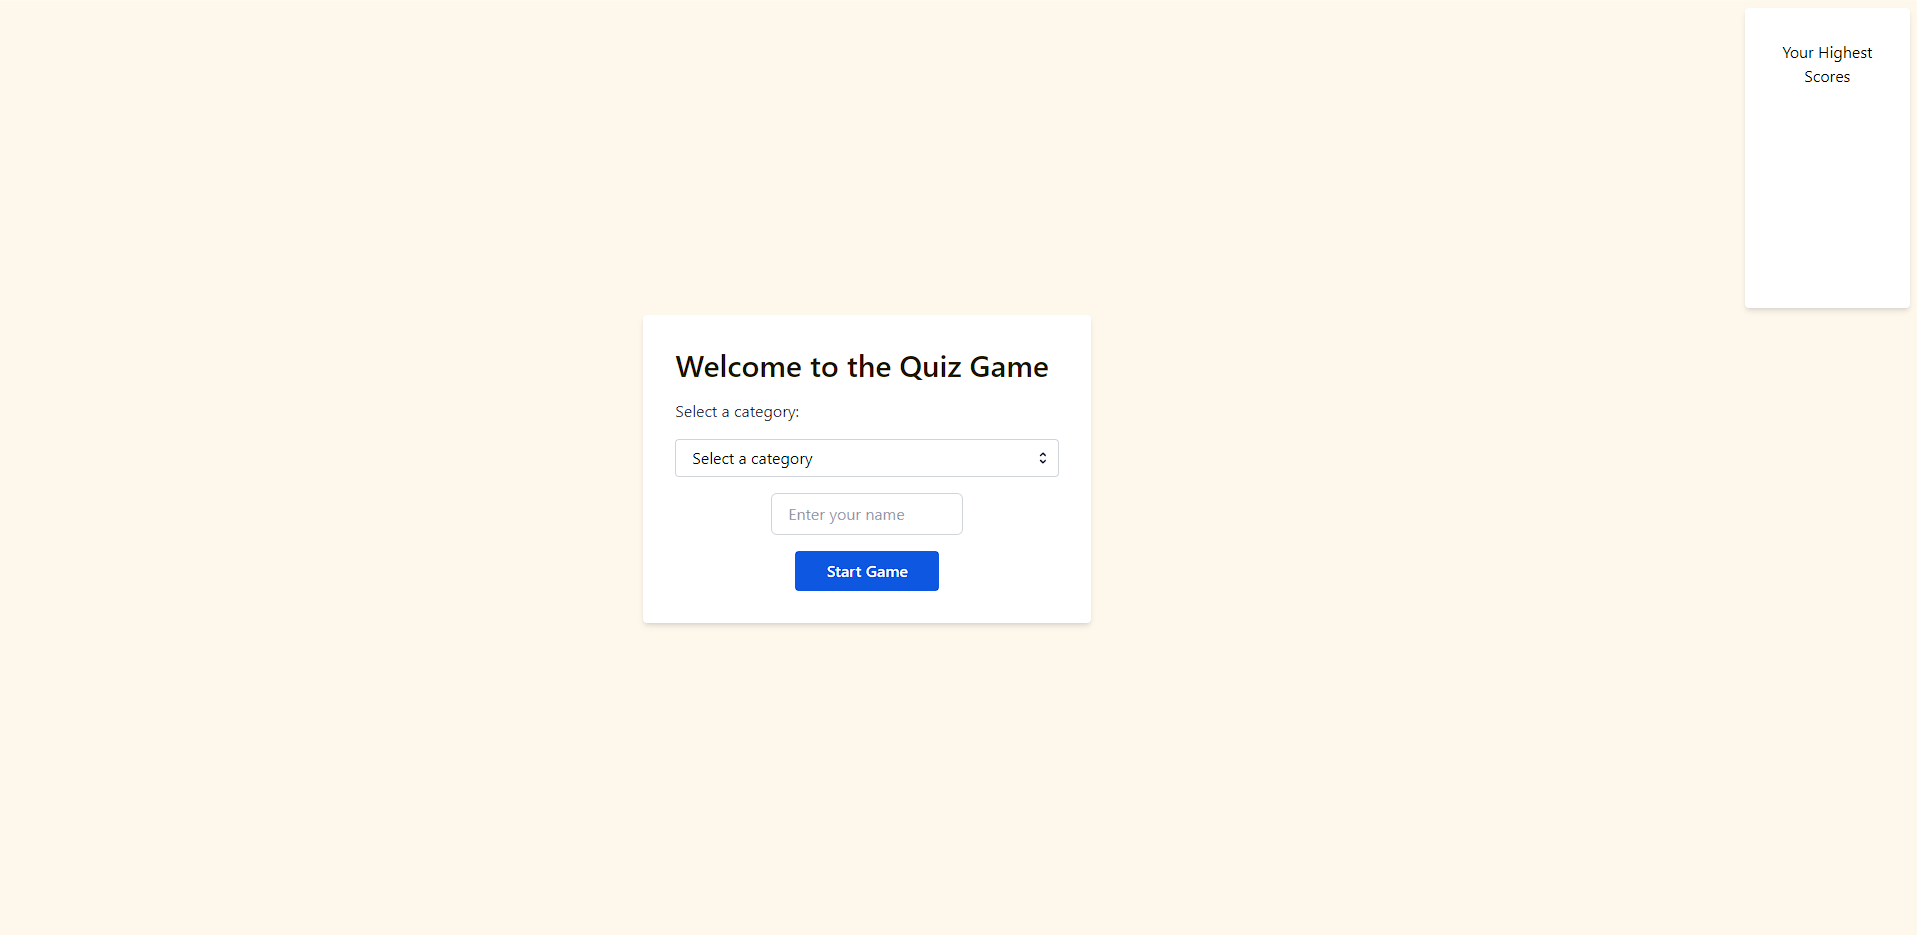 Your Highest
Scores
Welcome to the Quiz Game
Select a category:
Select a category
Enter your name
Start Game